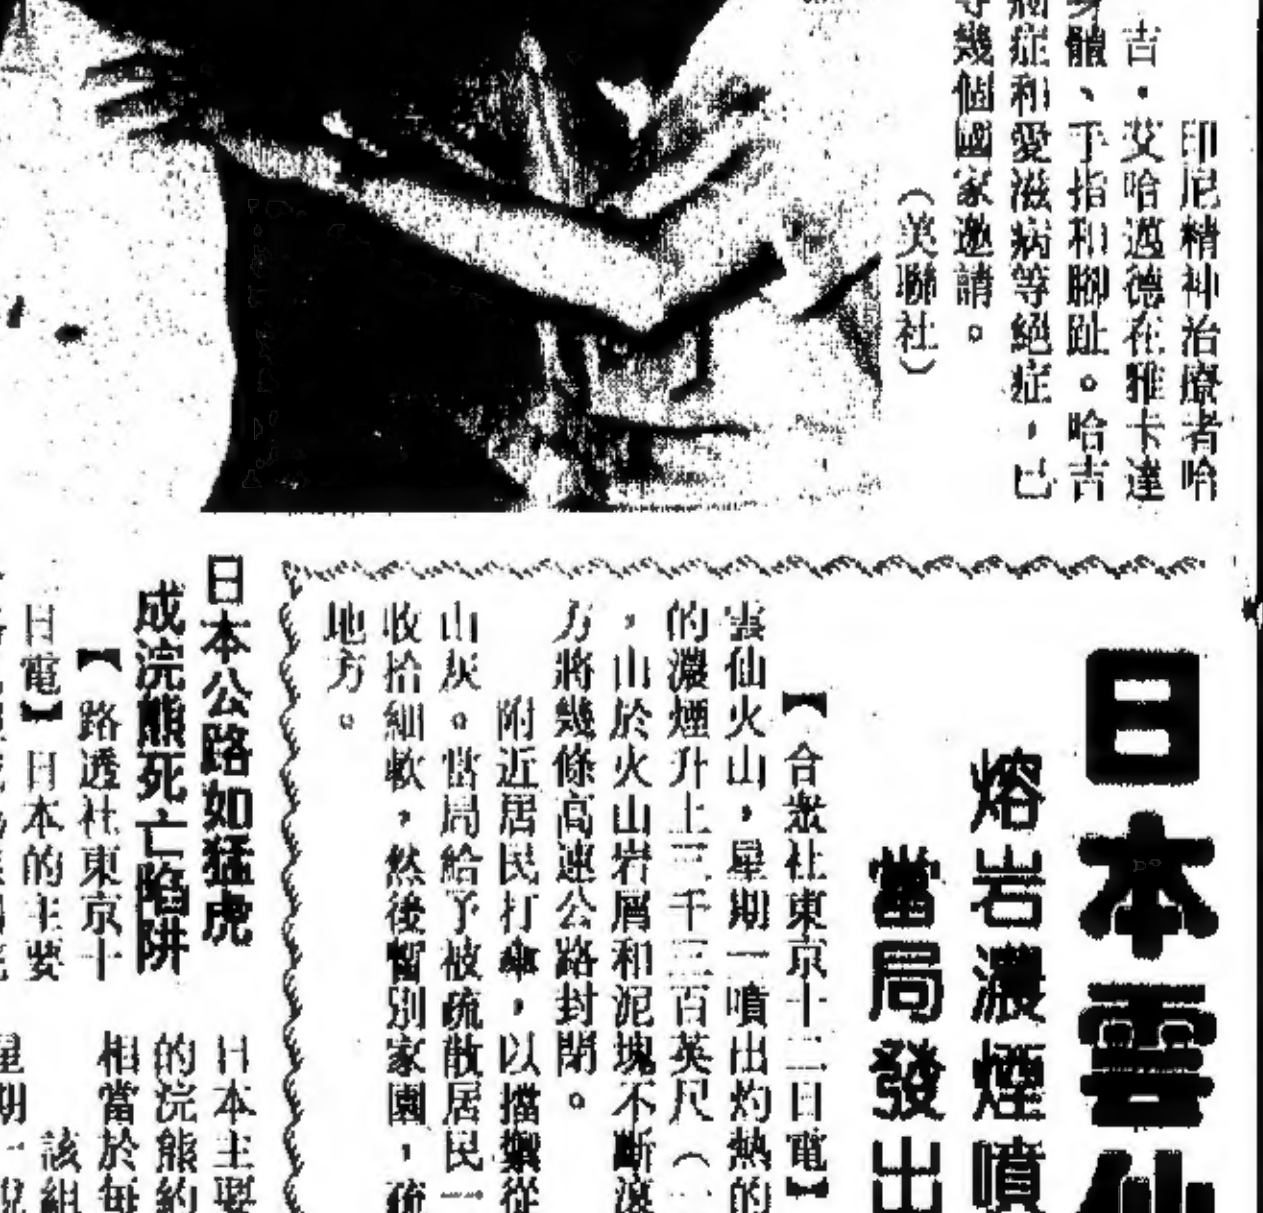 印尼精神治療者哈
吉・艾哈邁德在雅卡達
體、手指和腳趾。哈吉
症和愛滋病等絕症，已
幾個國家邀請。
（美聯社）
日本雲仙
熔岩濃煙噴
當局發出
【合衆社東京十二日電】
雲仙火山，星期一噴出灼熱的
的濃煙升上三千三百英尺（一
，山於火山岩屑和泥塊不斷滾
方將幾條高速公路封閉。
附近居民打傘，以擋禦從
山灰。當局給予被疏散居民一
收拾細軟，然後暫別家園，疏
地方。
日本公路如猛虎
成浣熊死亡陷阱
【路透社東京十
日電】日本的主要
日本主要
的浣熊約
相當於每
該組